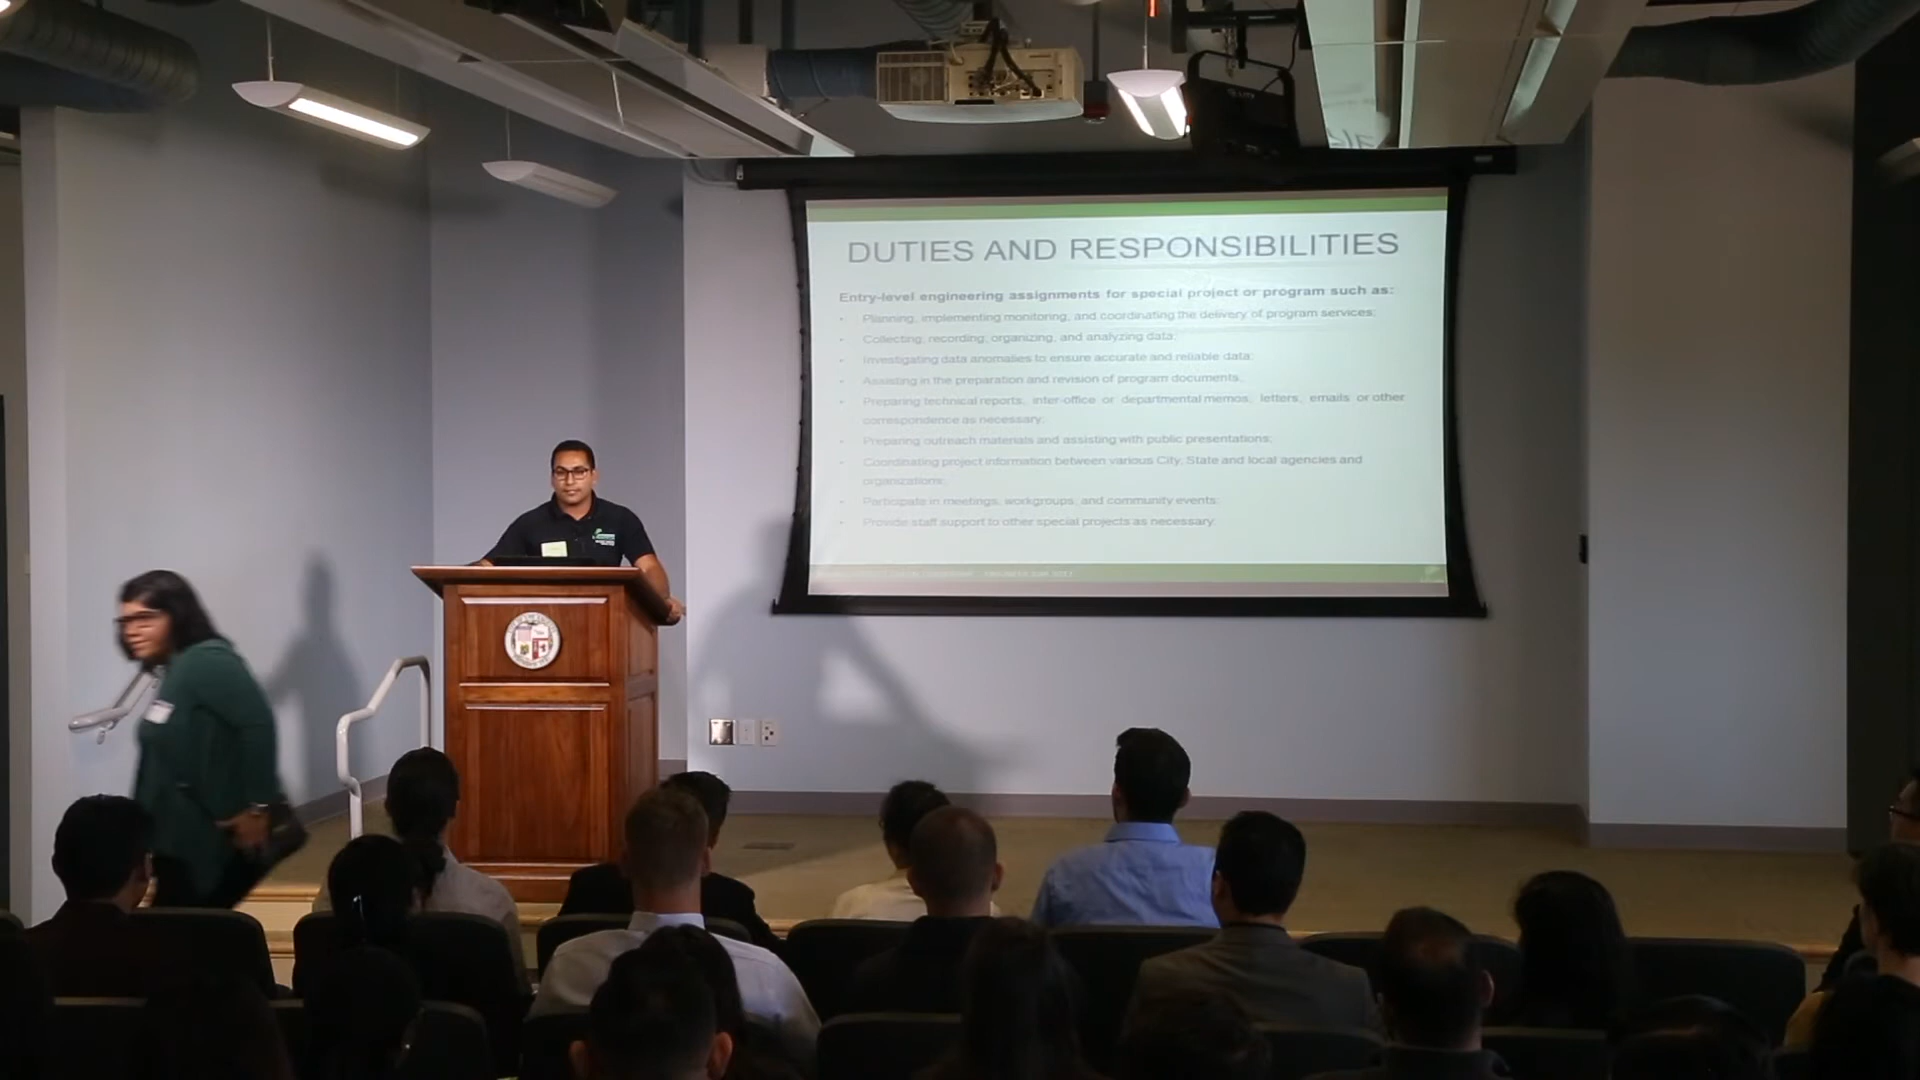 DUTIES AND RESPONSIBILITIES
Entry-level engineering assignments for special project or program such as:
• Planning, implementing monitoring, and coordinating the delivery of program services;
• Collecting, recording, organizing, and analyzing data;
• Investigating data anomalies to ensure accurate and reliable data;
• Assisting in the preparation and revision of program documents.
• Preparing technical reports, inter-office or departmental memos, letters, emails or other
correspondence as necessary;
• Preparing outreach materials and assisting with public presentations;
• Coordinating project information between various City, State and local agencies and
organizations;
• Participate in meetings, workgroups, and community events;
• Provide staff support to other special projects as necessary.